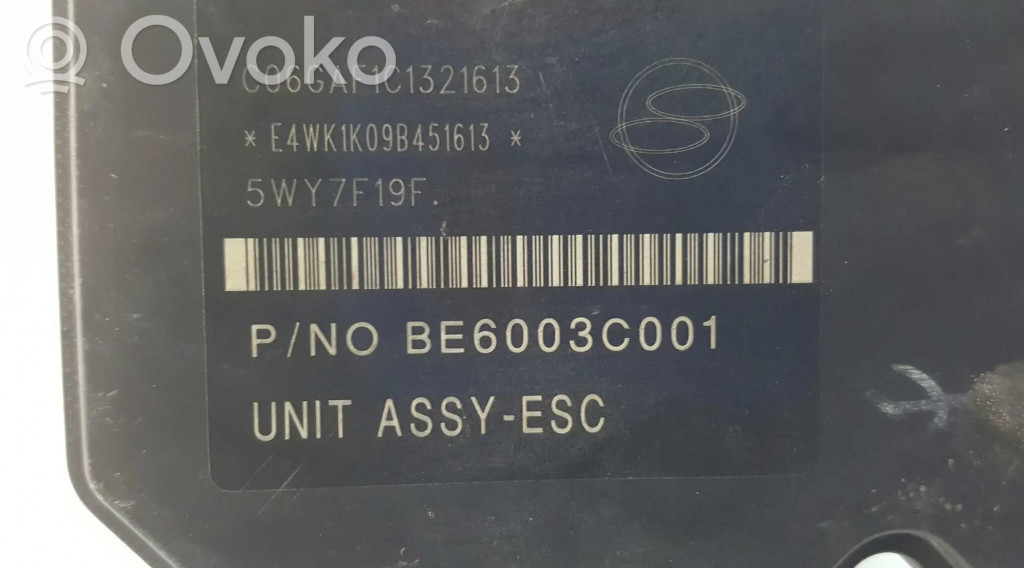 Ovoko
C06GAF1C1321613
* E4WK1K09B451613 *
5WY7F19F.
P/NO BE6003C001
UNIT ASSY-ESC